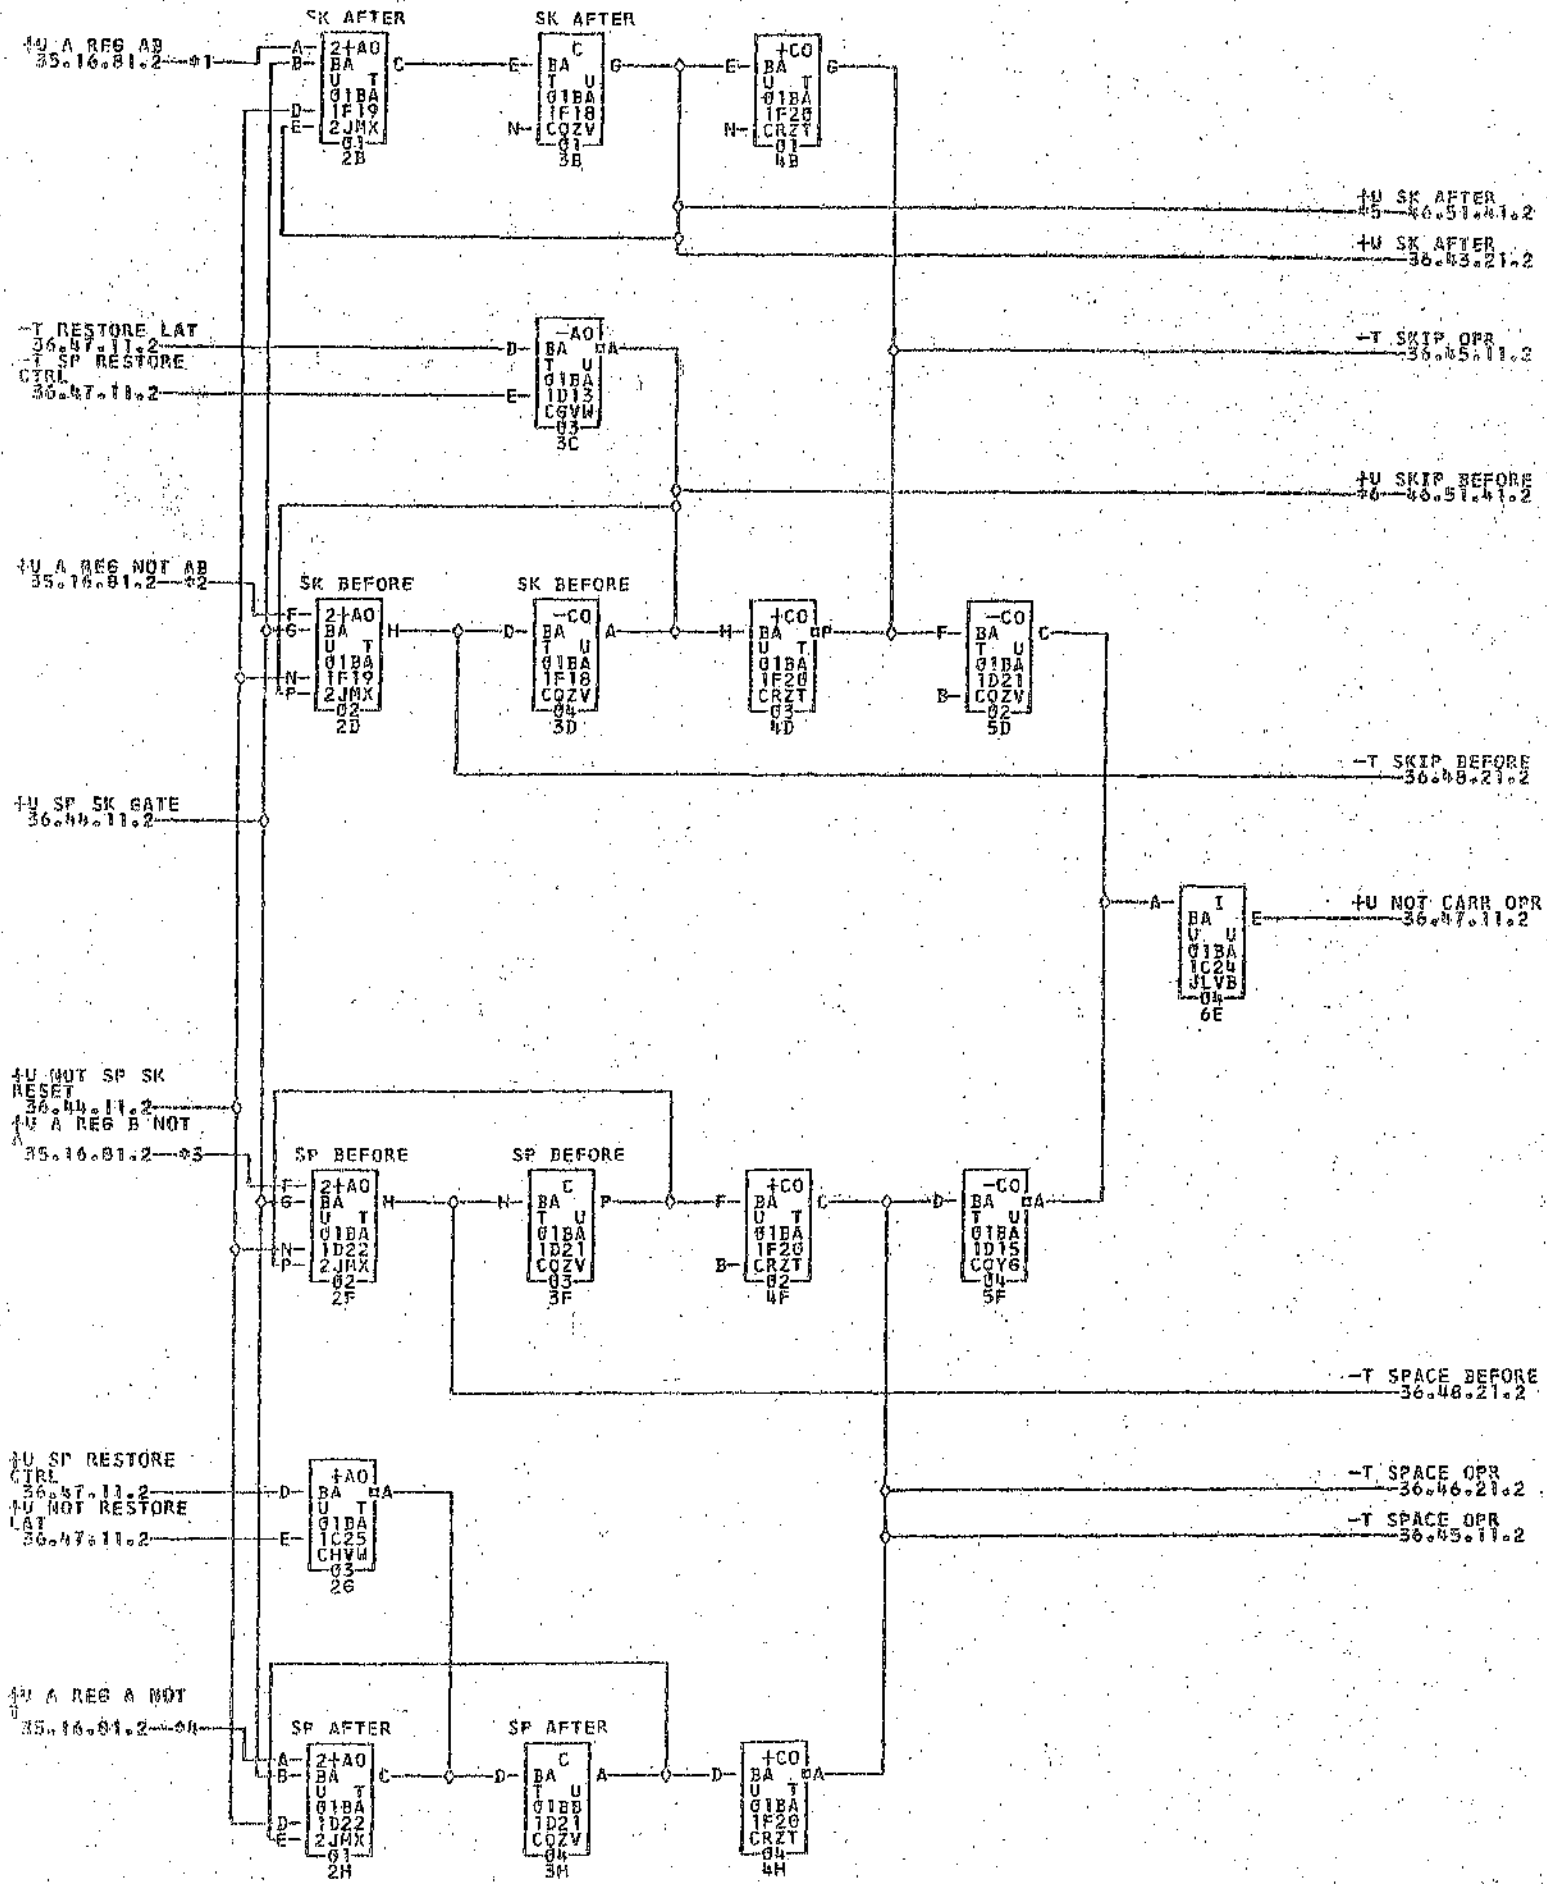 SK AFTER
SK AFTER
+U A REG AB
35.16.81.2 *1
A
B
D
E
2+AO
BA
U T
01BA
1F19
2JMX
01
2B
C
E
N
C
BA
T U
01BA
1F18
CQZV
01
3B
G
E
N
+CO
BA
U T
01BA
1F20
CRZT
01
4B
G
+U SK AFTER
*5 46.51.41.2
+U SK AFTER
36.43.21.2
-T RESTORE LAT
36.47.11.2
-T SP RESTORE
CTRL
36.47.11.2
D
E
-AO
BA
T U
01BA
1D13
CGVW
03
3C
A
-T SKIP OPR
36.45.11.2
+U SKIP BEFORE
*6 46.51.41.2
+U A REG NOT AB
35.16.81.2 *2
SK BEFORE
SK BEFORE
F
G
N
P
2+AO
BA
U T
01BA
1F19
2JMX
02
2D
H
D
-CO
BA
T U
01BA
1F18
CQZV
04
3D
A
H
+CO
BA
U T
01BA
1F20
CRZT
03
4D
P
F
B
-CO
BA
T U
01BA
1D21
CQZV
02
5D
C
-T SKIP BEFORE
36.48.21.2
+U SP SK GATE
36.44.11.2
A
I
BA
V U
01BA
1C24
JLVB
04
6E
E
+U NOT CARR OPR
36.47.11.2
+U NOT SP SK
RESET
36.44.11.2
+U A REG B NOT
A
35.16.81.2 *3
SP BEFORE
SP BEFORE
F
G
N
P
2+AO
BA
U T
01BA
1D22
2JMX
02
2F
H
N
C
BA
T U
01BA
1D21
CQZV
03
3F
P
F
B
+CO
BA
U T
01BA
1F20
CRZT
02
4F
C
D
-CO
BA
T U
01BA
1D15
CQYG
04
5F
A
-T SPACE BEFORE
36.48.21.2
+U SP RESTORE
CTRL
36.47.11.2
+U NOT RESTORE
LAT
36.47.11.2
D
E
+AO
BA
U T
01BA
1C25
CHVW
03
2G
A
-T SPACE OPR
36.46.21.2
-T SPACE OPR
36.45.11.2
+U A REG A NOT
35.16.81.2 *4
SP AFTER
SP AFTER
A
B
D
E
2+AO
BA
U T
01BA
1D22
2JMX
01
2H
C
D
C
BA
T U
01BB
1D21
CQZV
04
3H
A
D
+CO
BA
U T
01BA
1F20
CRZT
04
4H
A